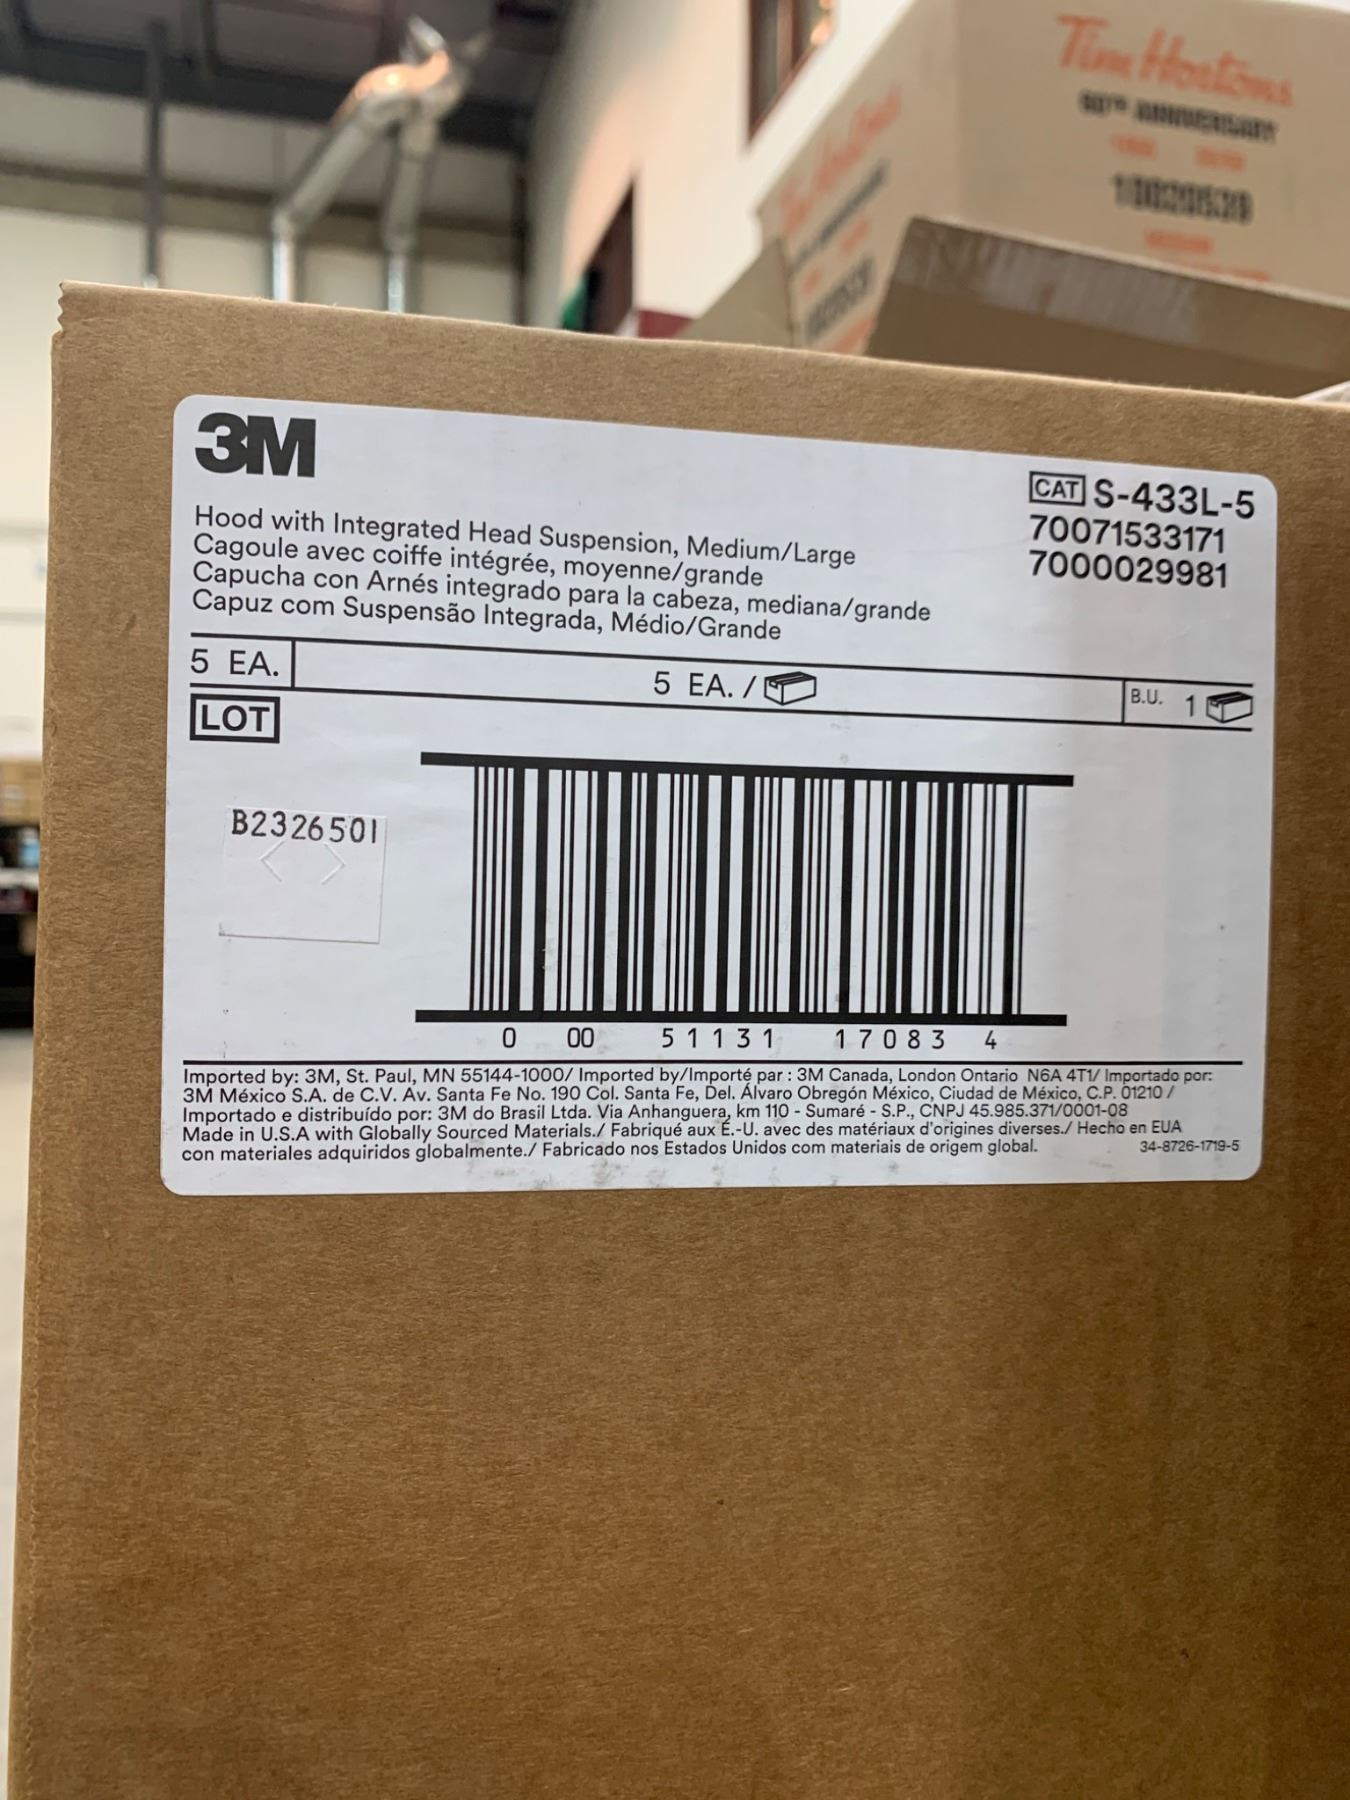 Tim Hortons
60TH ANNIVERSARY
3M
CAT S-433L-5
70071533171
7000029981
Hood with Integrated Head Suspension, Medium/Large
Cagoule avec coiffe intégrée, moyenne/grande
Capucha con Arnés integrado para la cabeza, mediana/grande
Capuz com Suspensão Integrada, Médio/Grande
5 EA.
5 EA. /
B.U. 1
LOT
B2326501
0 00 51131 17083 4
Imported by: 3M, St. Paul, MN 55144-1000/ Imported by/Importé par : 3M Canada, London Ontario N6A 4T1/ Importado por:
3M México S.A. de C.V. Av. Santa Fe No. 190 Col. Santa Fe, Del. Álvaro Obregón México, Ciudad de México, C.P. 01210 /
Importado e distribuído por: 3M do Brasil Ltda. Via Anhanguera, km 110 - Sumaré - S.P., CNPJ 45.985.371/0001-08
Made in U.S.A with Globally Sourced Materials./ Fabriqué aux É.-U. avec des matériaux d'origines diverses./ Hecho en EUA
con materiales adquiridos globalmente./ Fabricado nos Estados Unidos com materiais de origem global.
34-8726-1719-5